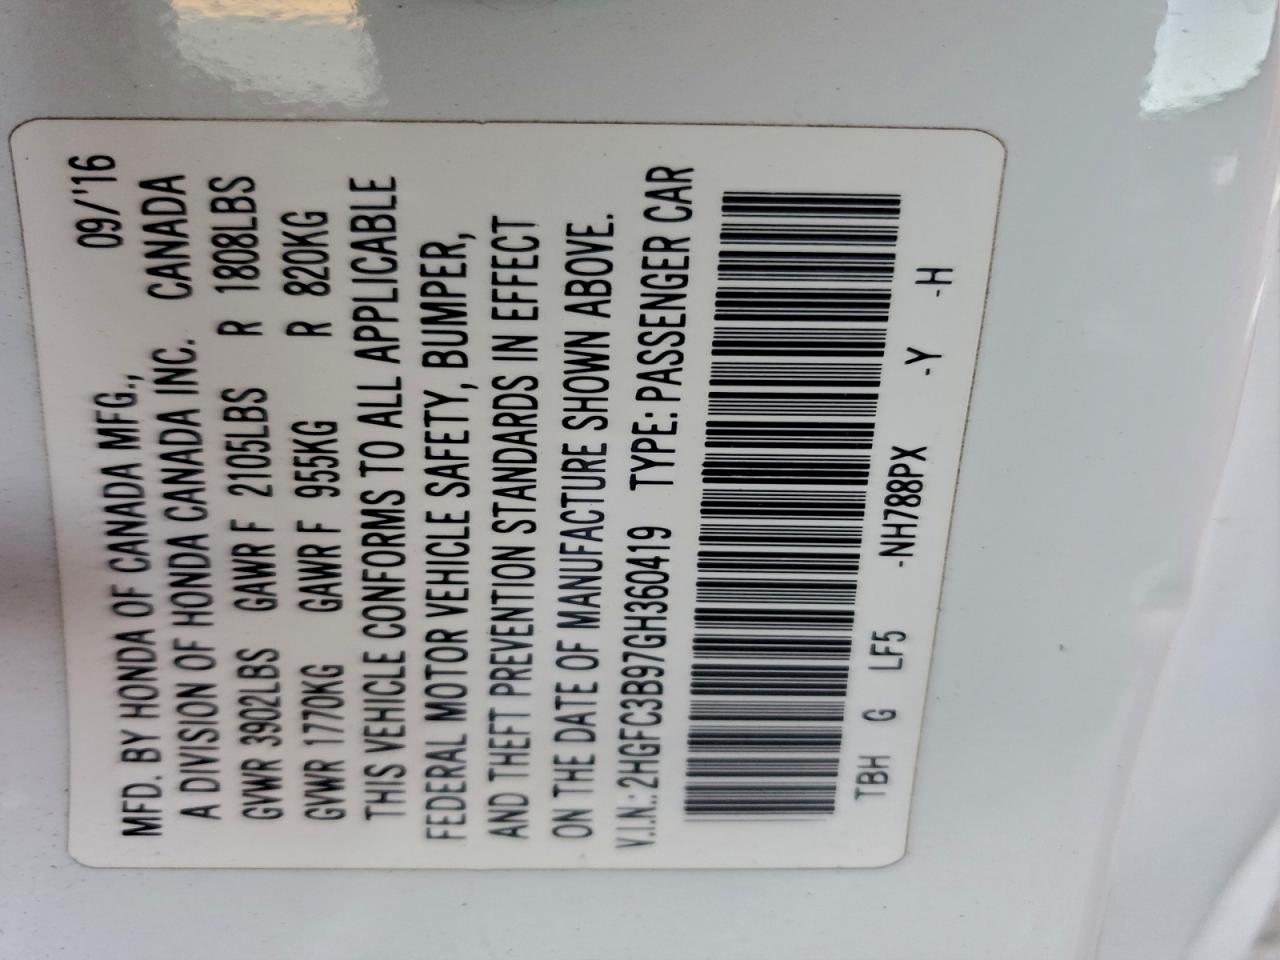 MFD. BY HONDA OF CANADA MFG., 09/'16
A DIVISION OF HONDA CANADA INC. CANADA
GVWR 3902LBS GAWR F 2105LBS R 1808LBS
GVWR 1770KG GAWR F 955KG R 820KG
THIS VEHICLE CONFORMS TO ALL APPLICABLE
FEDERAL MOTOR VEHICLE SAFETY, BUMPER,
AND THEFT PREVENTION STANDARDS IN EFFECT
ON THE DATE OF MANUFACTURE SHOWN ABOVE.
V.I.N.: 2HGFC3B97GH360419 TYPE: PASSENGER CAR
TBH G LF5 -NH788PX -Y -H